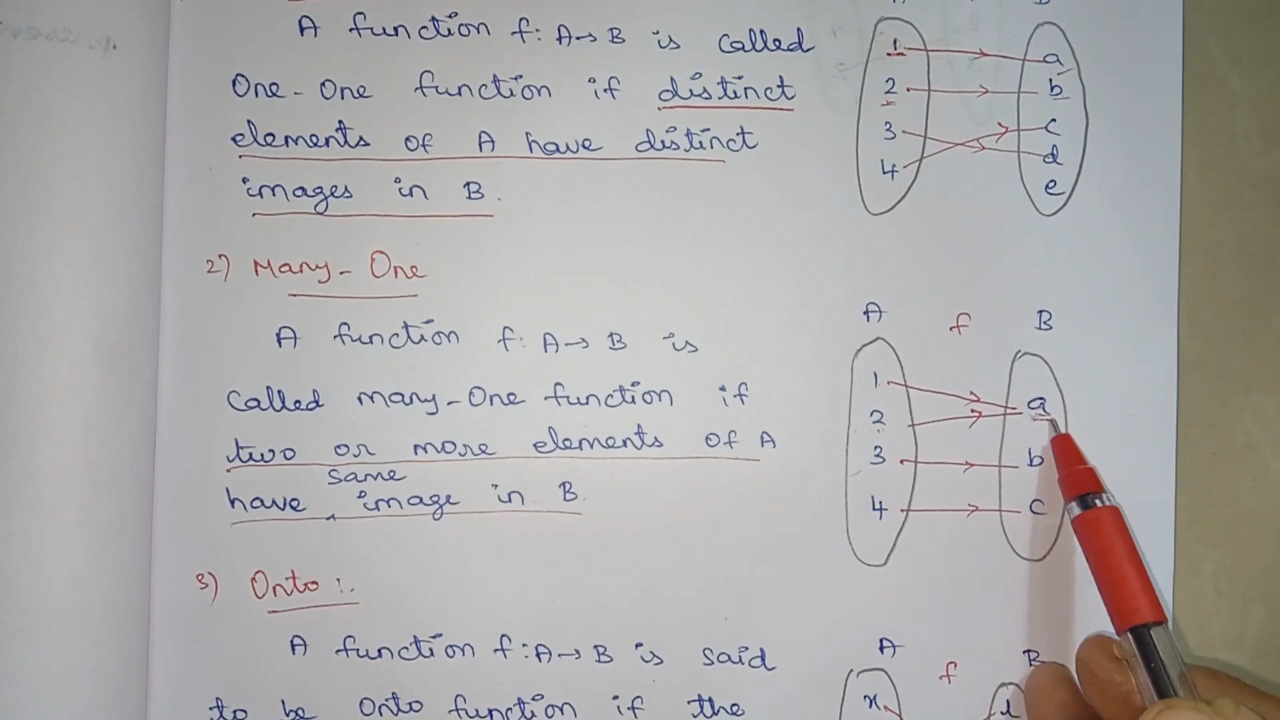 A function f: A→B is called
One-One function if distinct
elements of A have distinct
images in B.
1
2
3
4
a
b
c
d
e
2) Many-One
A function f: A→B is
called many-One function if
two or more elements of A
same
have image in B.
A f B
1
2
3
4
a
b
c
3) Onto :.
A function f: A→B is said
to be Onto function if the
A f B
x